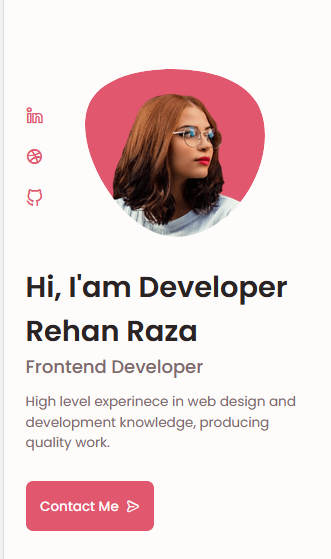 Hi, I'am Developer
Rehan Raza
Frontend Developer
High level experinece in web design and
development knowledge, producing
quality work.
Contact Me